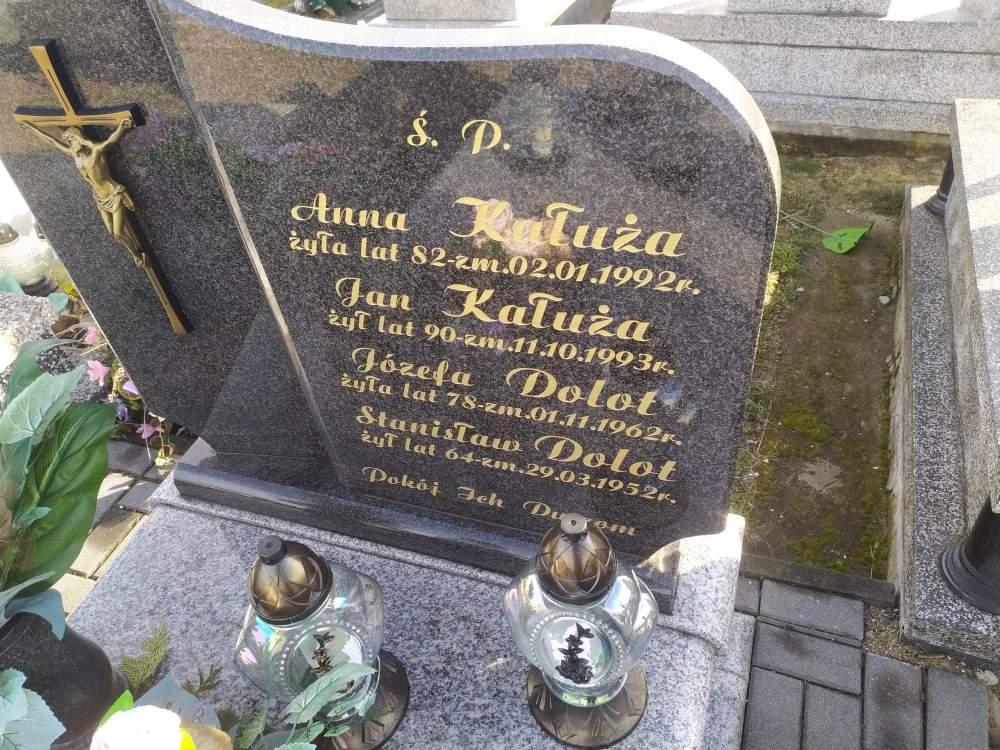 Ś. P.
Anna Kałuża
żyła lat 82-zm.02.01.1992r.
Jan Kałuża
żył lat 90-zm.11.10.1993r.
Józefa Dolot
żyła lat 78-zm.01.11.1962r.
Stanisław Dolot
żył lat 64-zm.29.03.1952r.
Pokój Ich Duszom